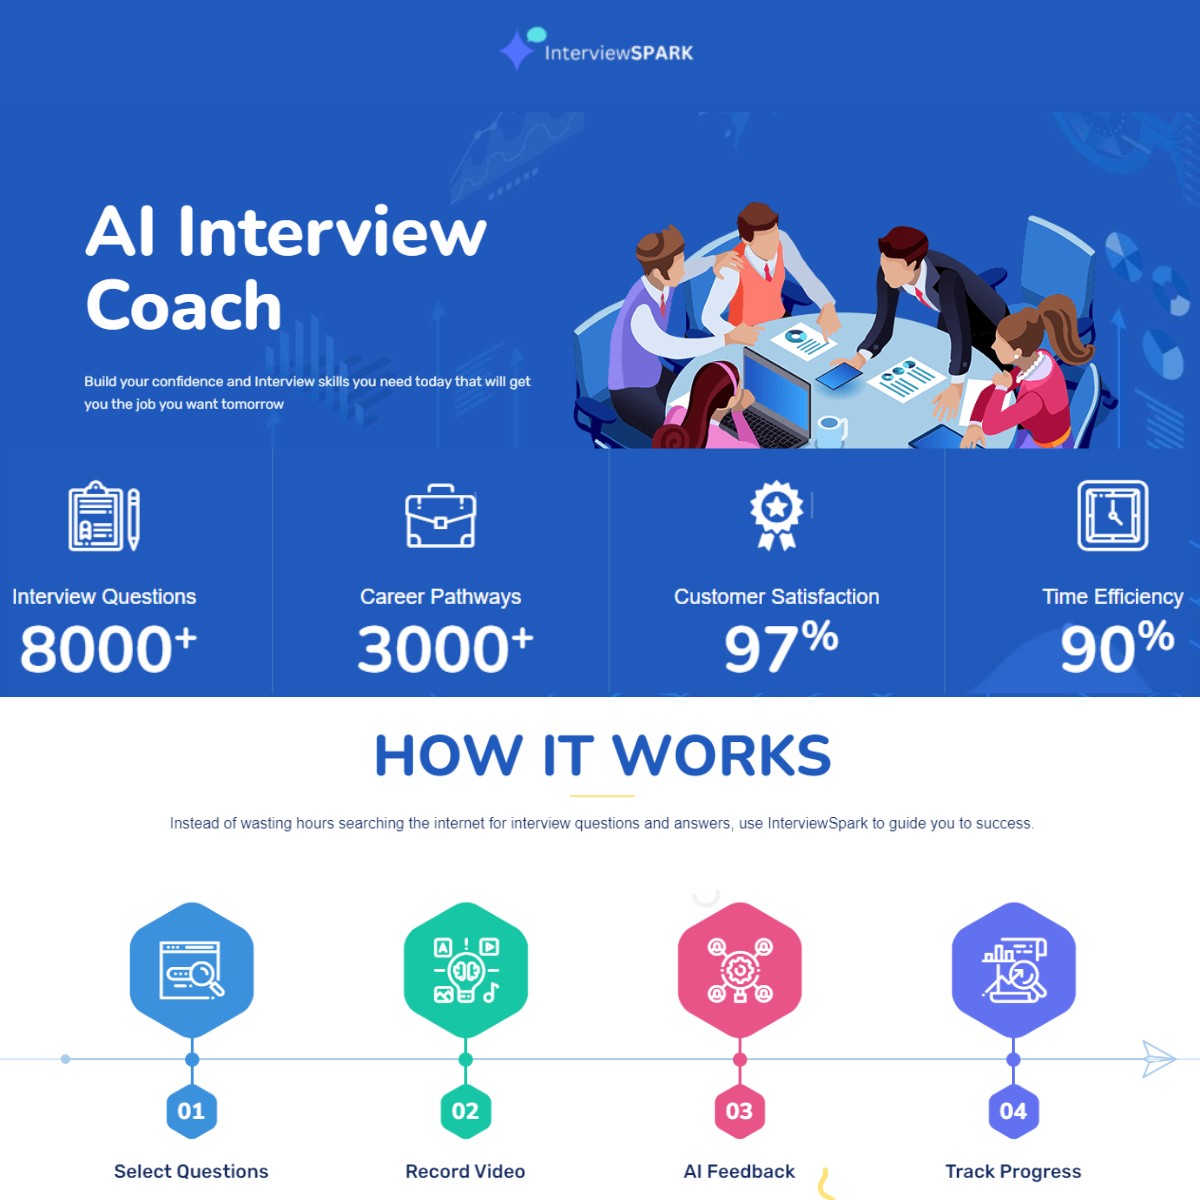 InterviewSPARK
AI Interview
Coach
Build your confidence and Interview skills you need today that will get
you the job you want tomorrow
Interview Questions
8000+
Career Pathways
3000+
Customer Satisfaction
97%
Time Efficiency
90%
HOW IT WORKS
Instead of wasting hours searching the internet for interview questions and answers, use InterviewSpark to guide you to success.
01
Select Questions
02
Record Video
03
AI Feedback
04
Track Progress